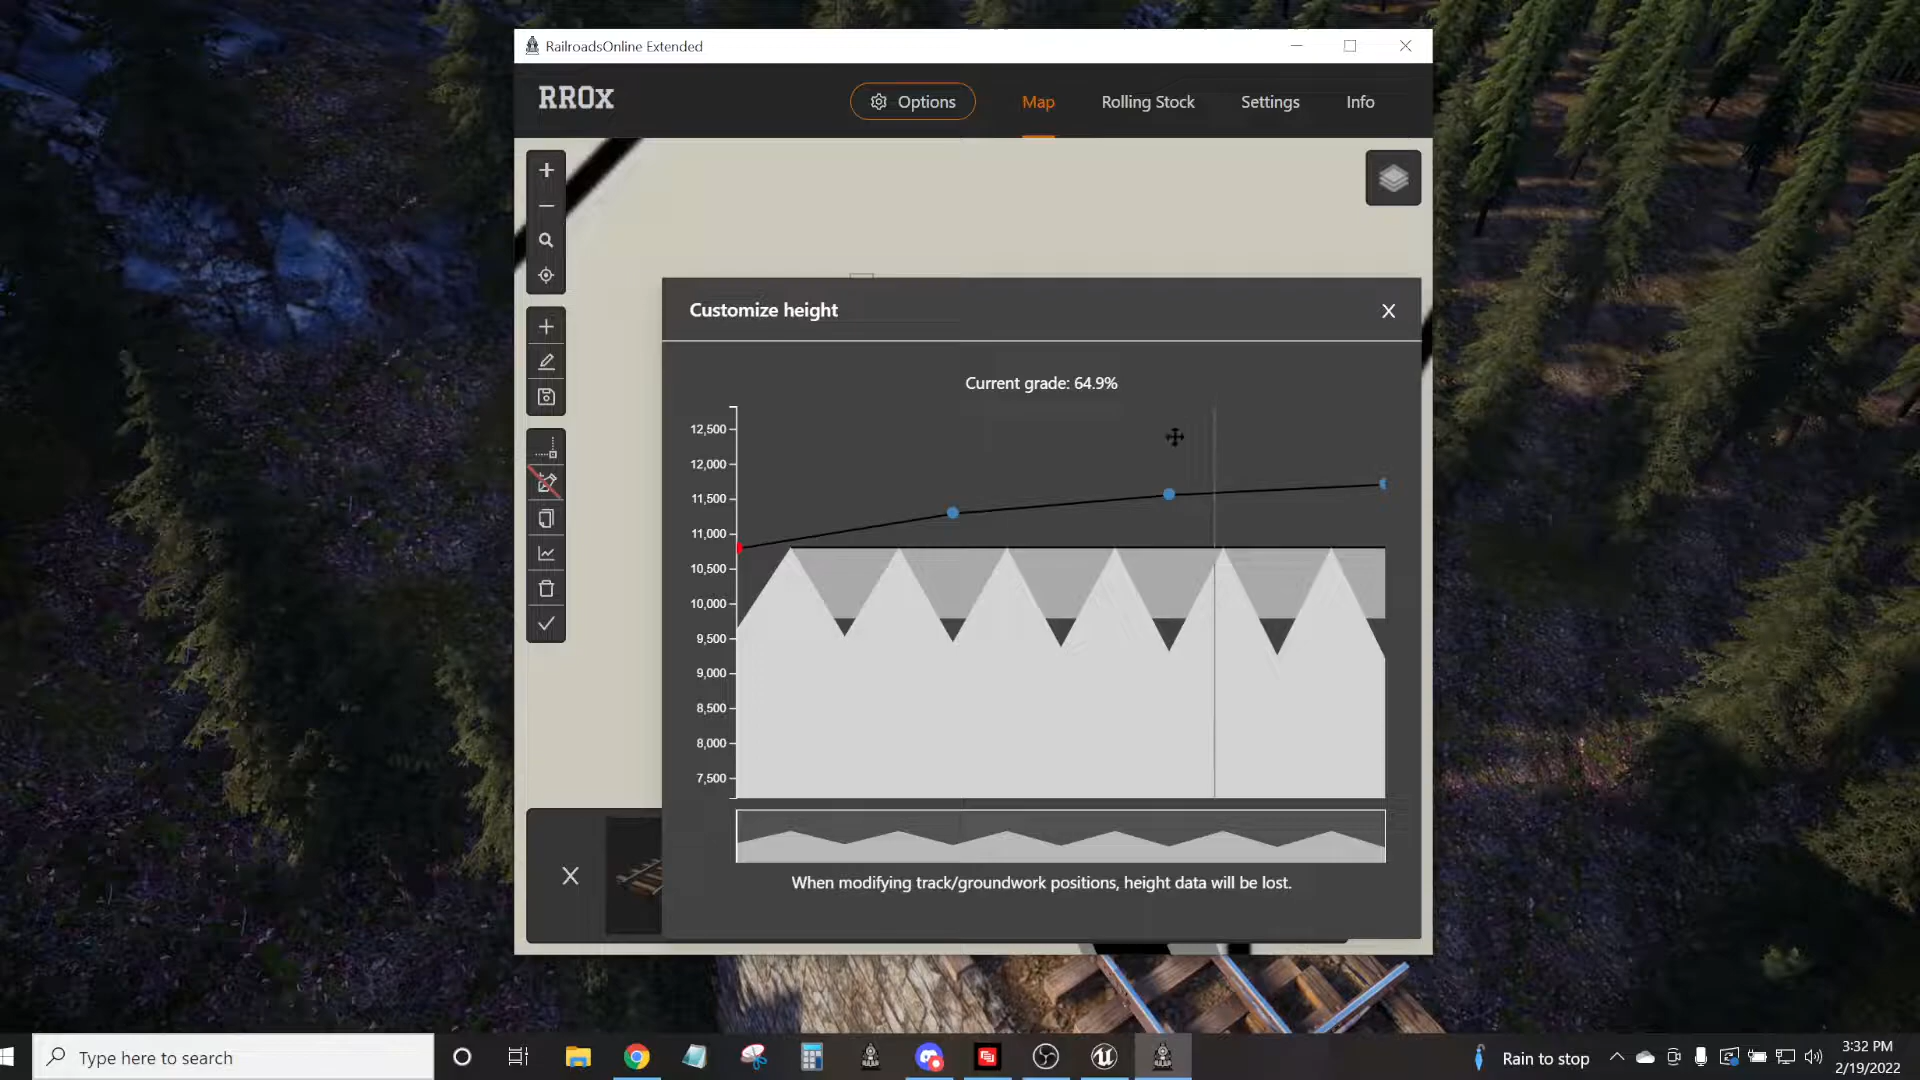 RailroadsOnline Extended
RROx
Options
Map
Rolling Stock
Settings
Info
Customize height
X
Current grade: 64.9%
12,500
12,000
11,500
11,000
10,500
10,000
9,500
9,000
8,500
8,000
7,500
When modifying track/groundwork positions, height data will be lost.
X
Type here to search
Rain to stop
3:32 PM
2/19/2022